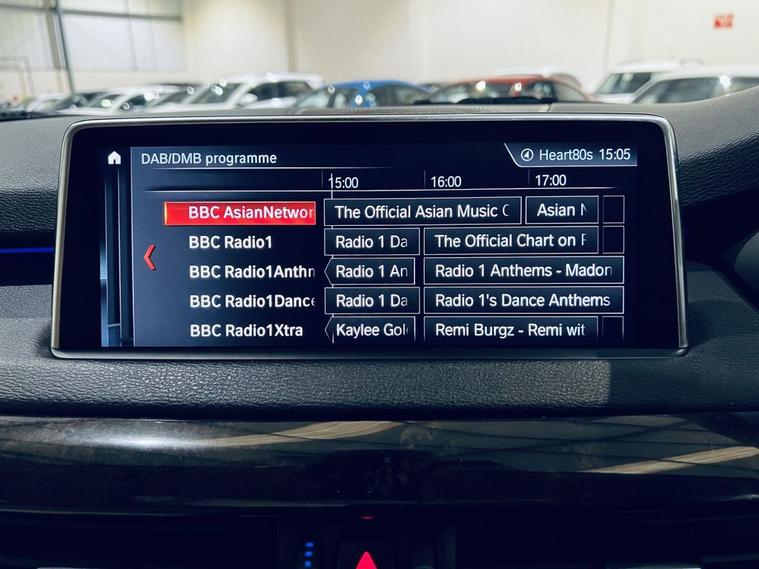 DAB/DMB programme Heart80s 15:05
15:00 16:00 17:00
BBC AsianNetwor The Official Asian Music Asian
BBC Radio1 Radio 1 Da The Official Chart on
BBC Radio1Anth Radio 1 An Radio 1 Anthems - Madon
BBC Radio1Dance Radio 1 Da Radio 1's Dance Anthems
BBC Radio1Xtra Kaylee Gol Remi Burgz - Remi wit